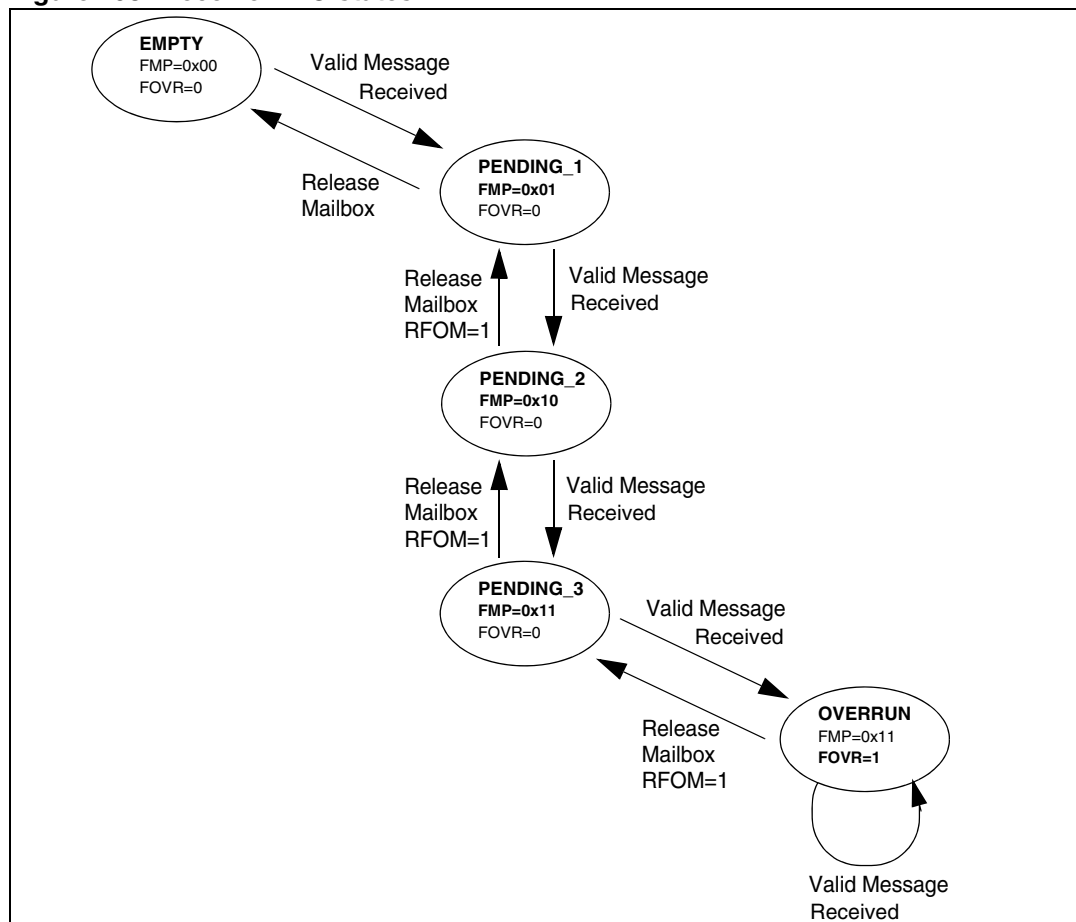 EMPTY
FMP=0x00
FOVR=0
Valid Message
Received
Release
Mailbox
PENDING_1
FMP=0x01
FOVR=0
Release
Mailbox
RFOM=1
Valid Message
Received
PENDING_2
FMP=0x10
FOVR=0
Release
Mailbox
RFOM=1
Valid Message
Received
PENDING_3
FMP=0x11
FOVR=0
Valid Message
Received
Release
Mailbox
RFOM=1
OVERRUN
FMP=0x11
FOVR=1
Valid Message
Received